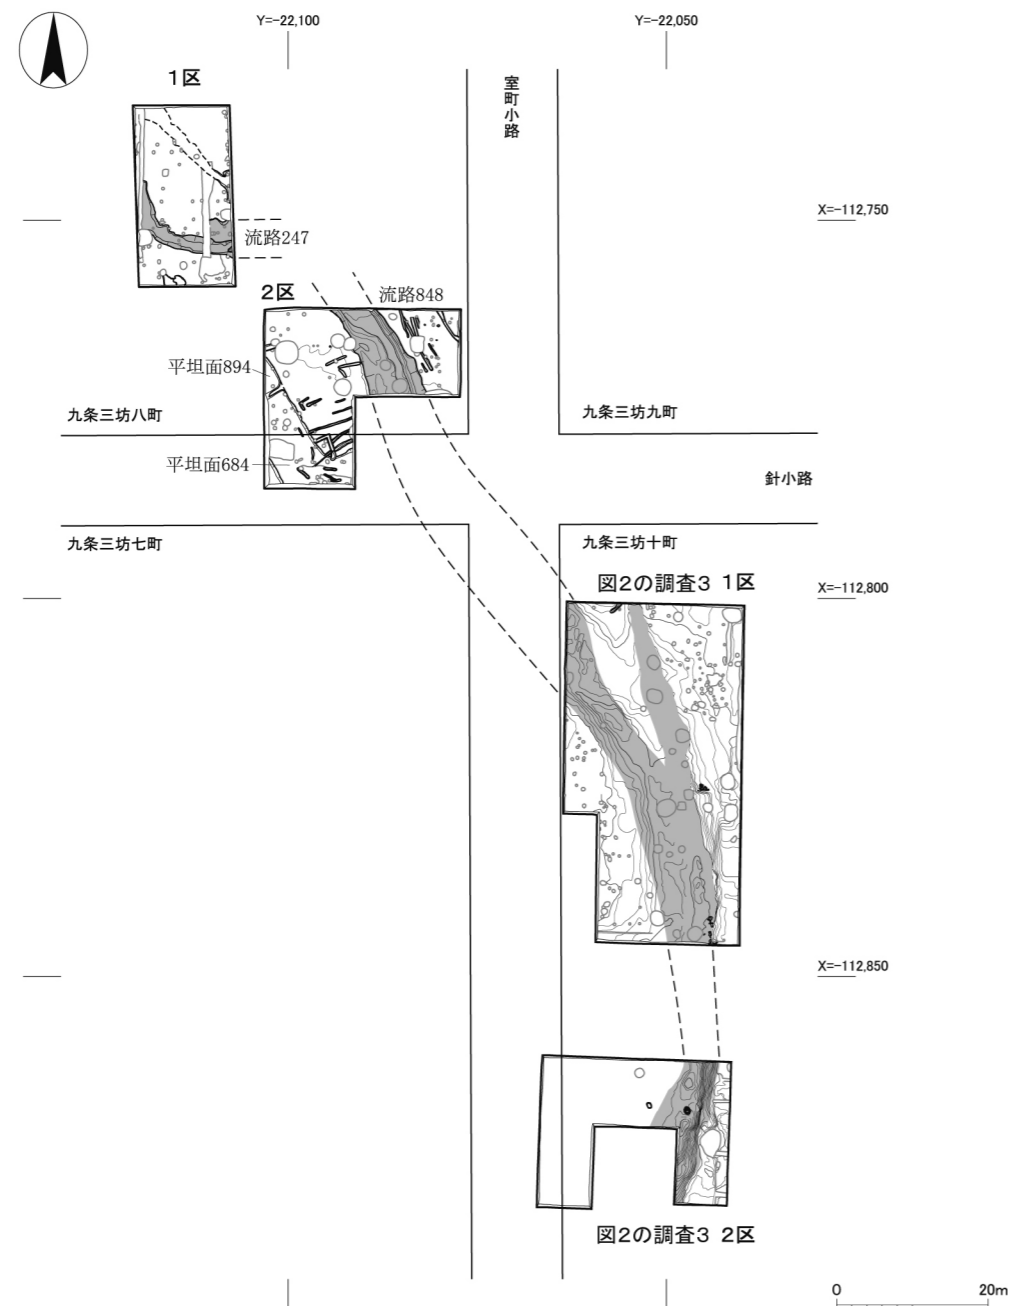 Y=-22,100
Y=-22,050
1区
室町小路
X=-112,750
流路247
2区
流路848
平坦面894
九条三坊八町
九条三坊九町
平坦面684
針小路
九条三坊七町
九条三坊十町
図2の調査3 1区
X=-112,800
X=-112,850
図2の調査3 2区
0
20m